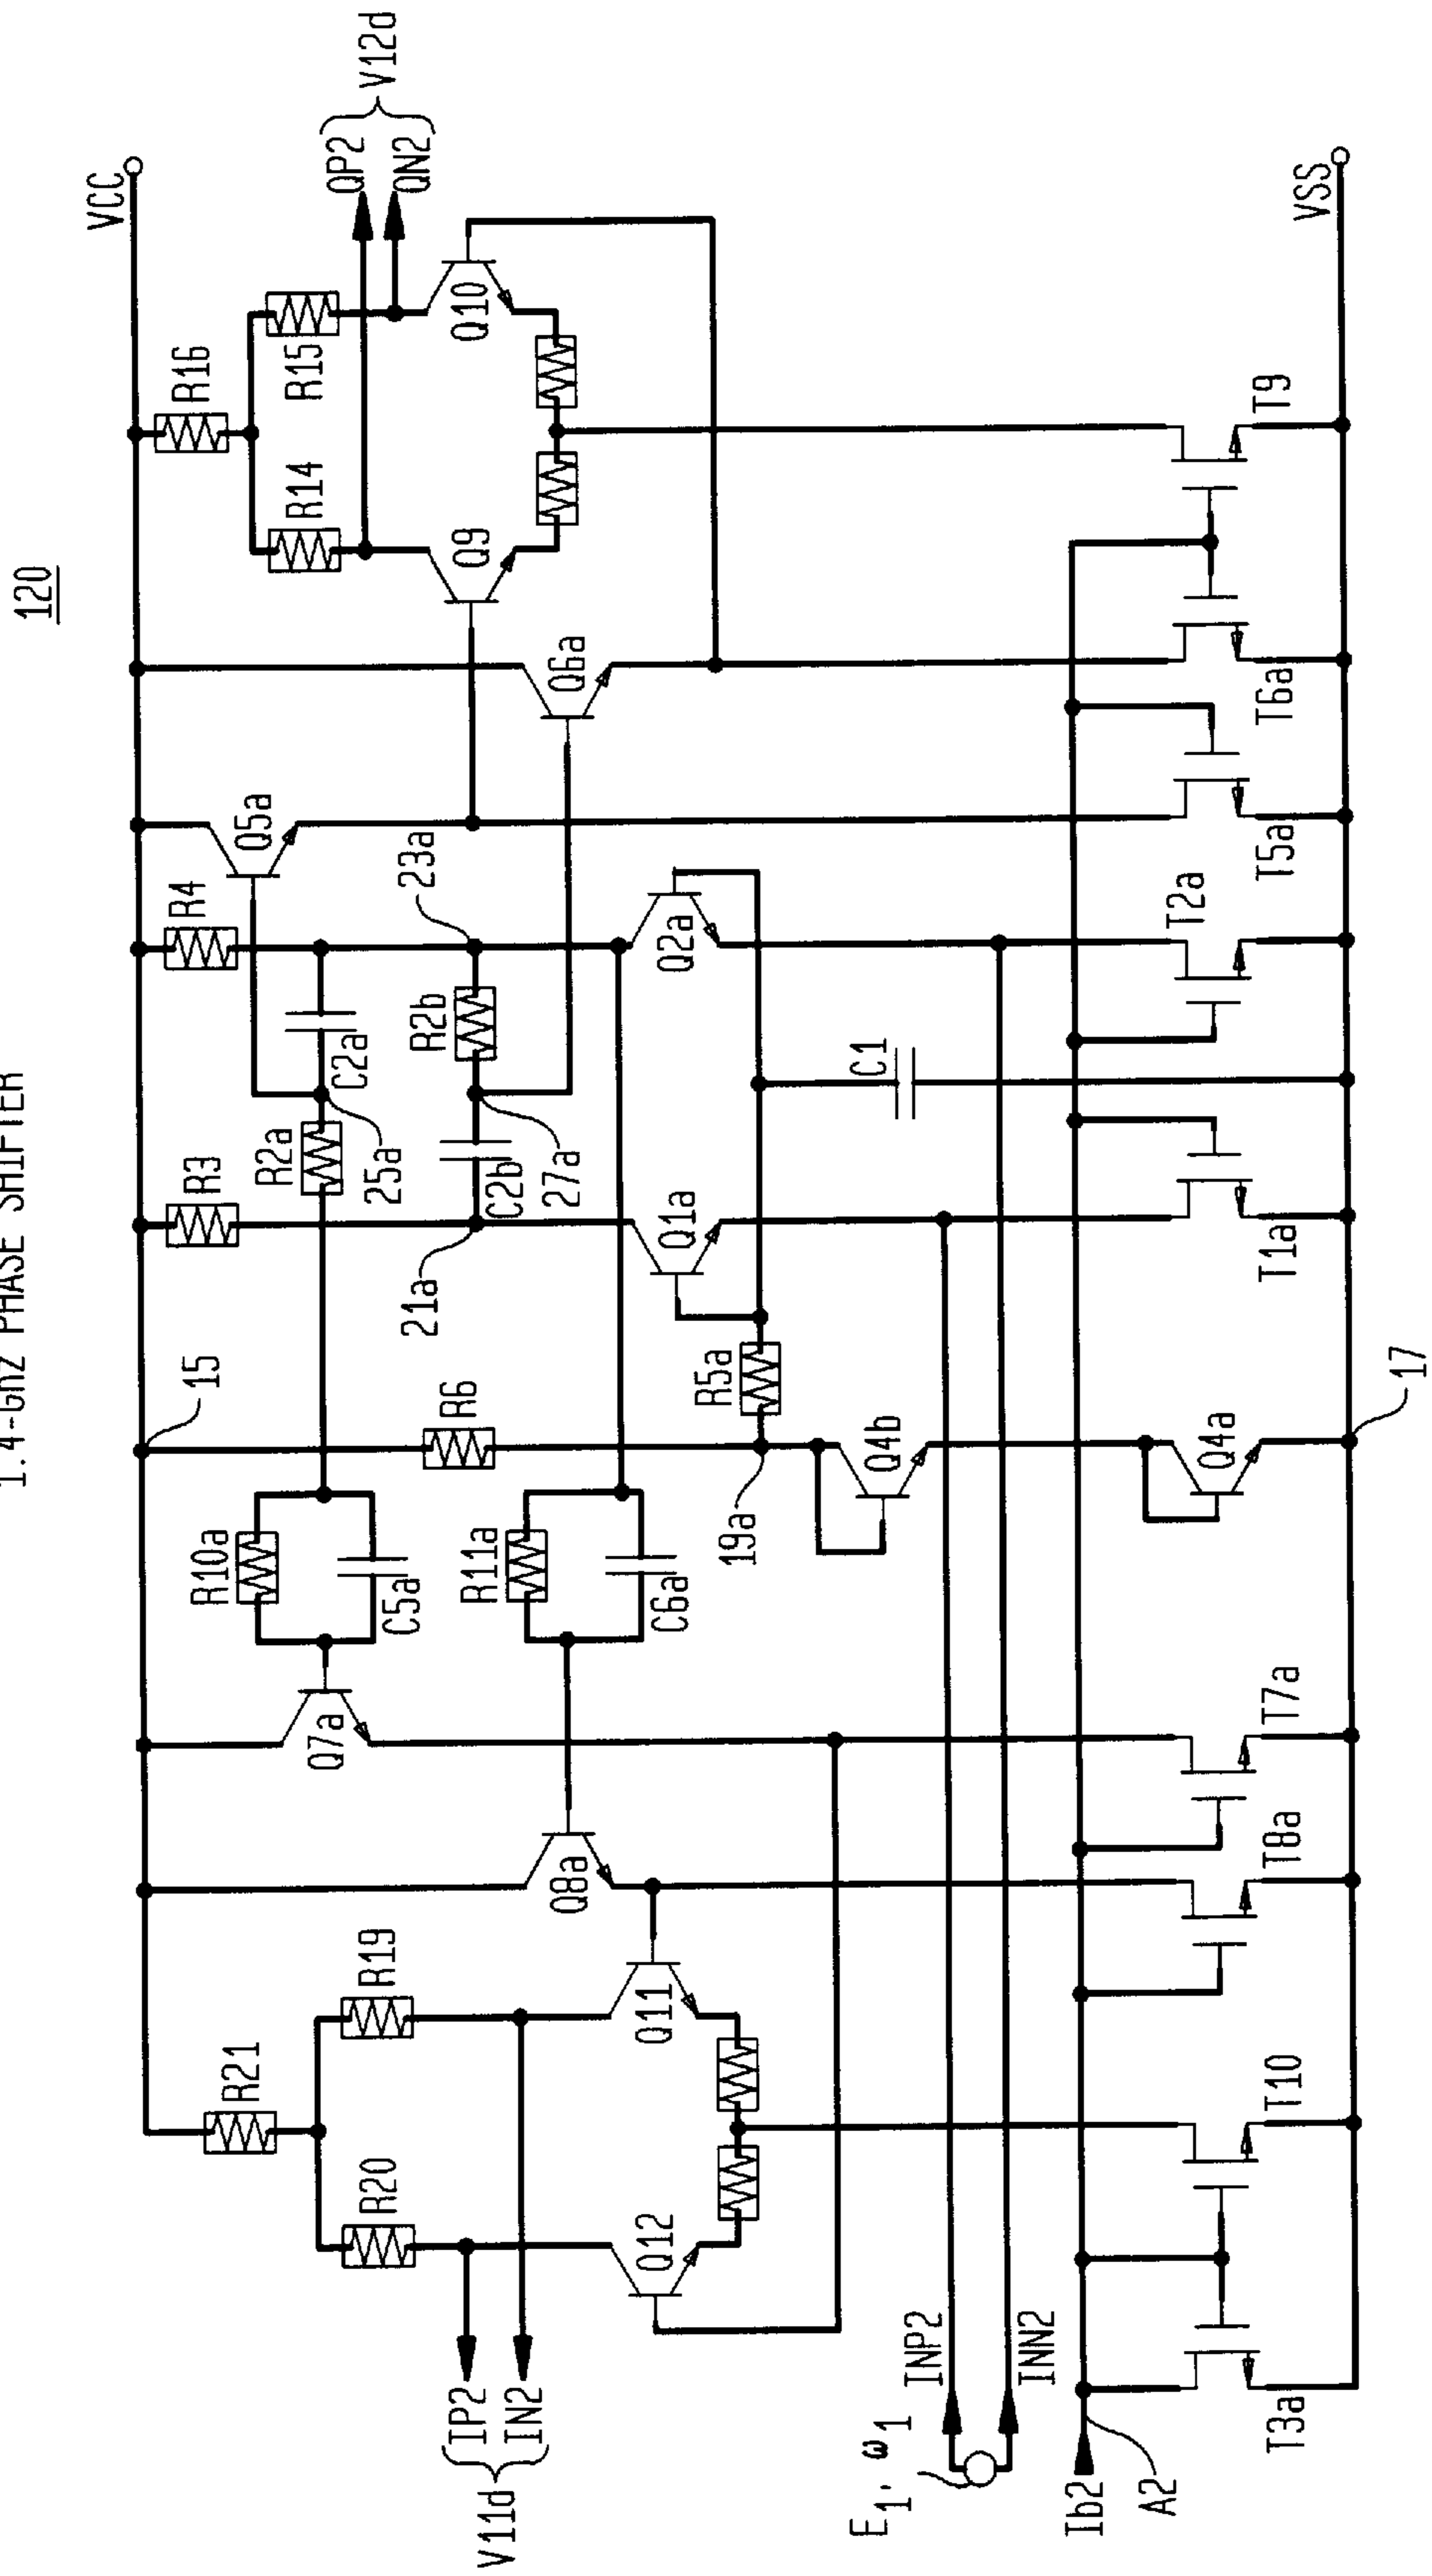 1.4-GHZ PHASE SHIFTER
120
VCC
15
R21
R20
R19
R10a
C5a
R6
R3
R4
R16
R14
R15
QP2
QN2
V12d
IP2
IN2
V11d
Q7a
R2a
C2a
25a
Q5a
Q9
Q10
R11a
C6a
21a
C2b
R2b
27a
23a
Q6a
Q12
Q11
Q8a
19a
R5a
Q1a
Q2a
Q4b
C1
E1, ω1
INP2
INN2
Ib2
A2
T3a
T10
T8a
T7a
Q4a
T1a
T2a
T5a
T6a
T9
17
VSS